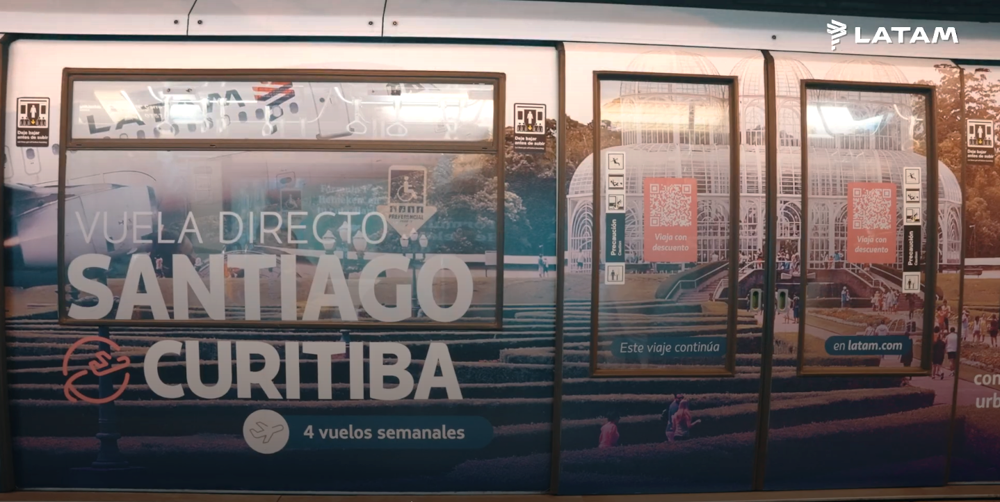 LATAM
LATAM
Deje bajar
antes de subir
Deje bajar
antes de subir
Deje bajar
antes de subir
PREFERENCIAL
VUELA DIRECTO
SANTIAGO
CURITIBA
4 vuelos semanales
Precaución
Viaja con
descuento
Este viaje continúa
Viaja con
descuento
Precaución
en latam.com
con
urb